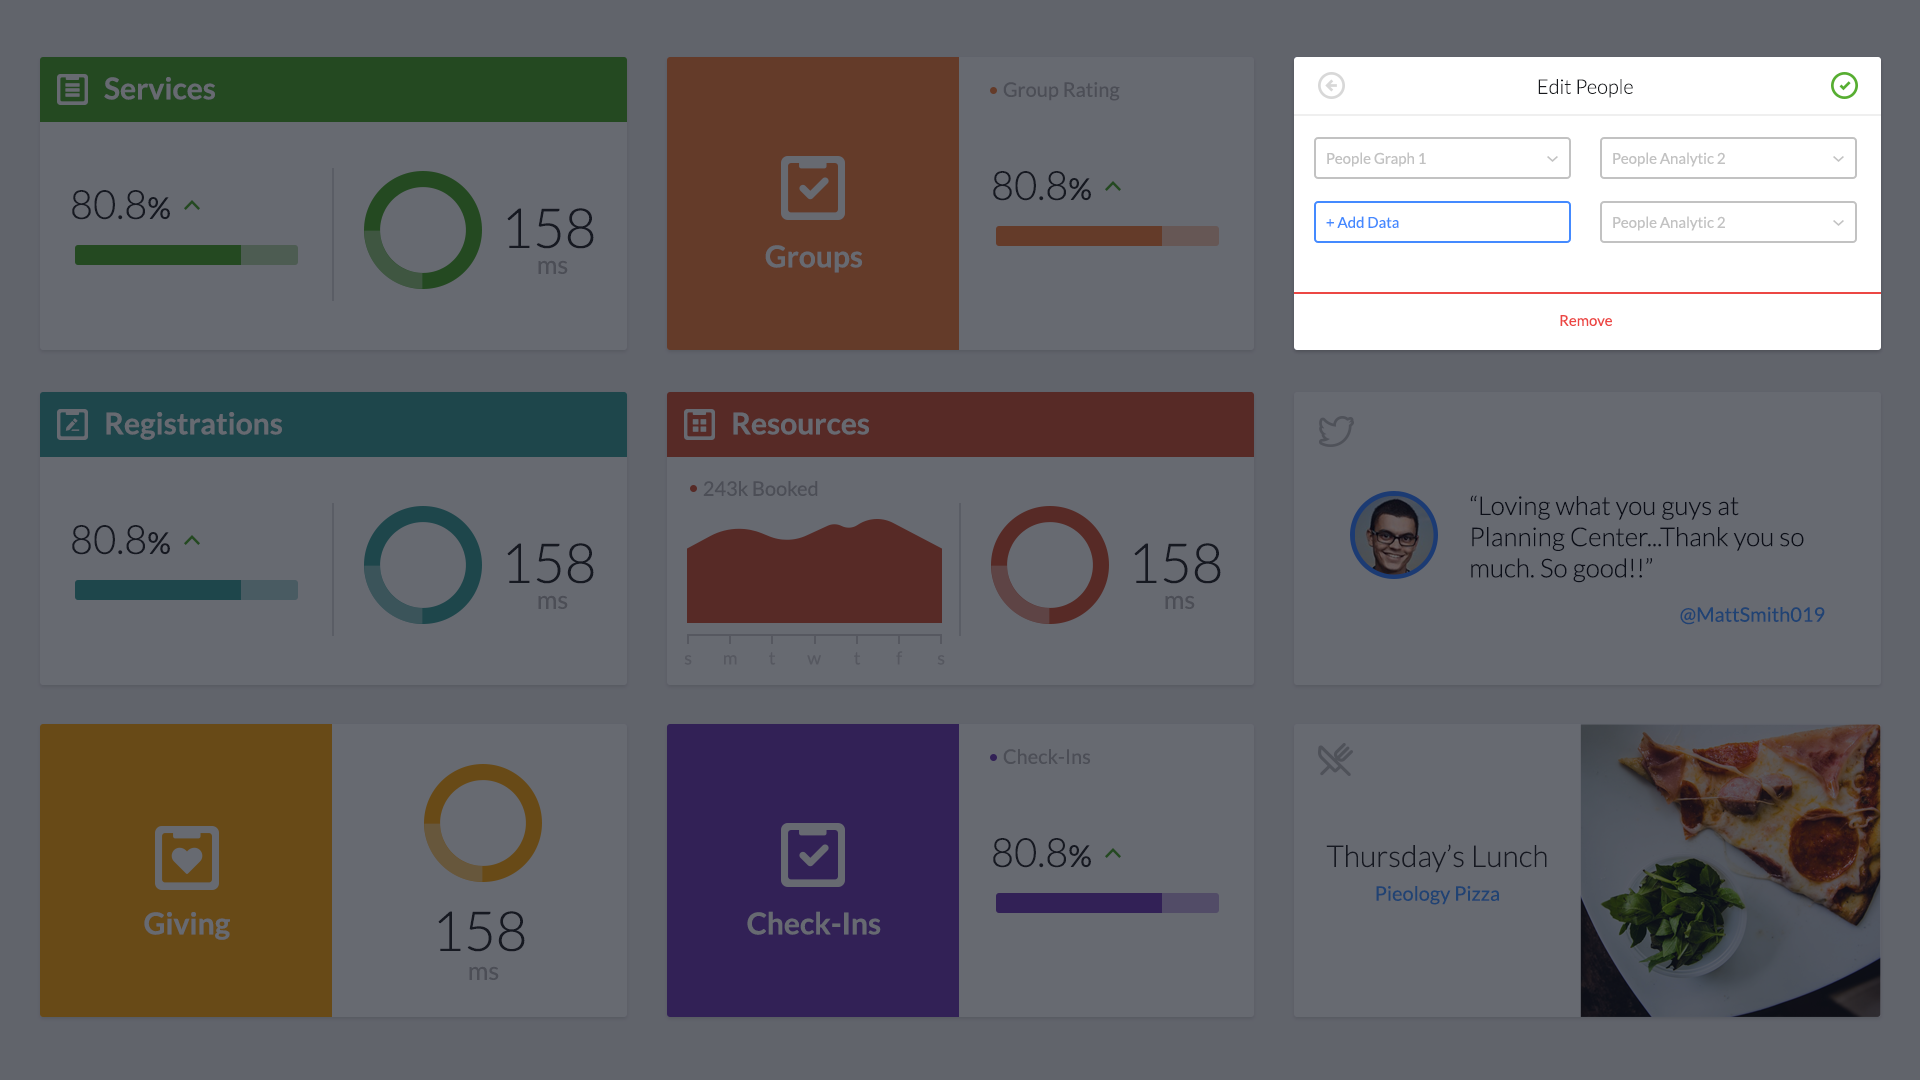 Services
80.8%
158
ms
Groups
Group Rating
80.8%
Edit People
People Graph 1
People Analytic 2
+ Add Data
People Analytic 2
Remove
Registrations
80.8%
158
ms
Resources
243k Booked
s m t w t f s
158
ms
“Loving what you guys at
Planning Center...Thank you so
much. So good!!”
@MattSmith019
Giving
158
ms
Check-Ins
Check-Ins
80.8%
Thursday’s Lunch
Pieology Pizza